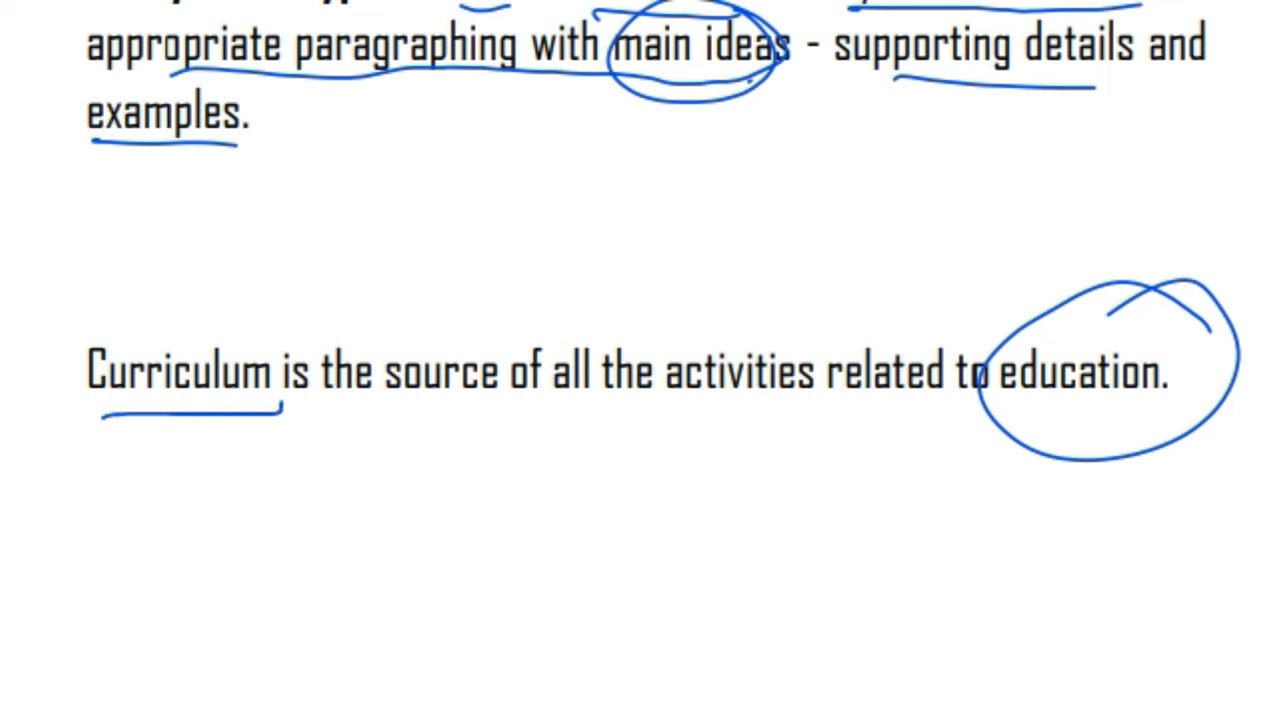 appropriate paragraphing with main ideas - supporting details and
examples.
Curriculum is the source of all the activities related to education.